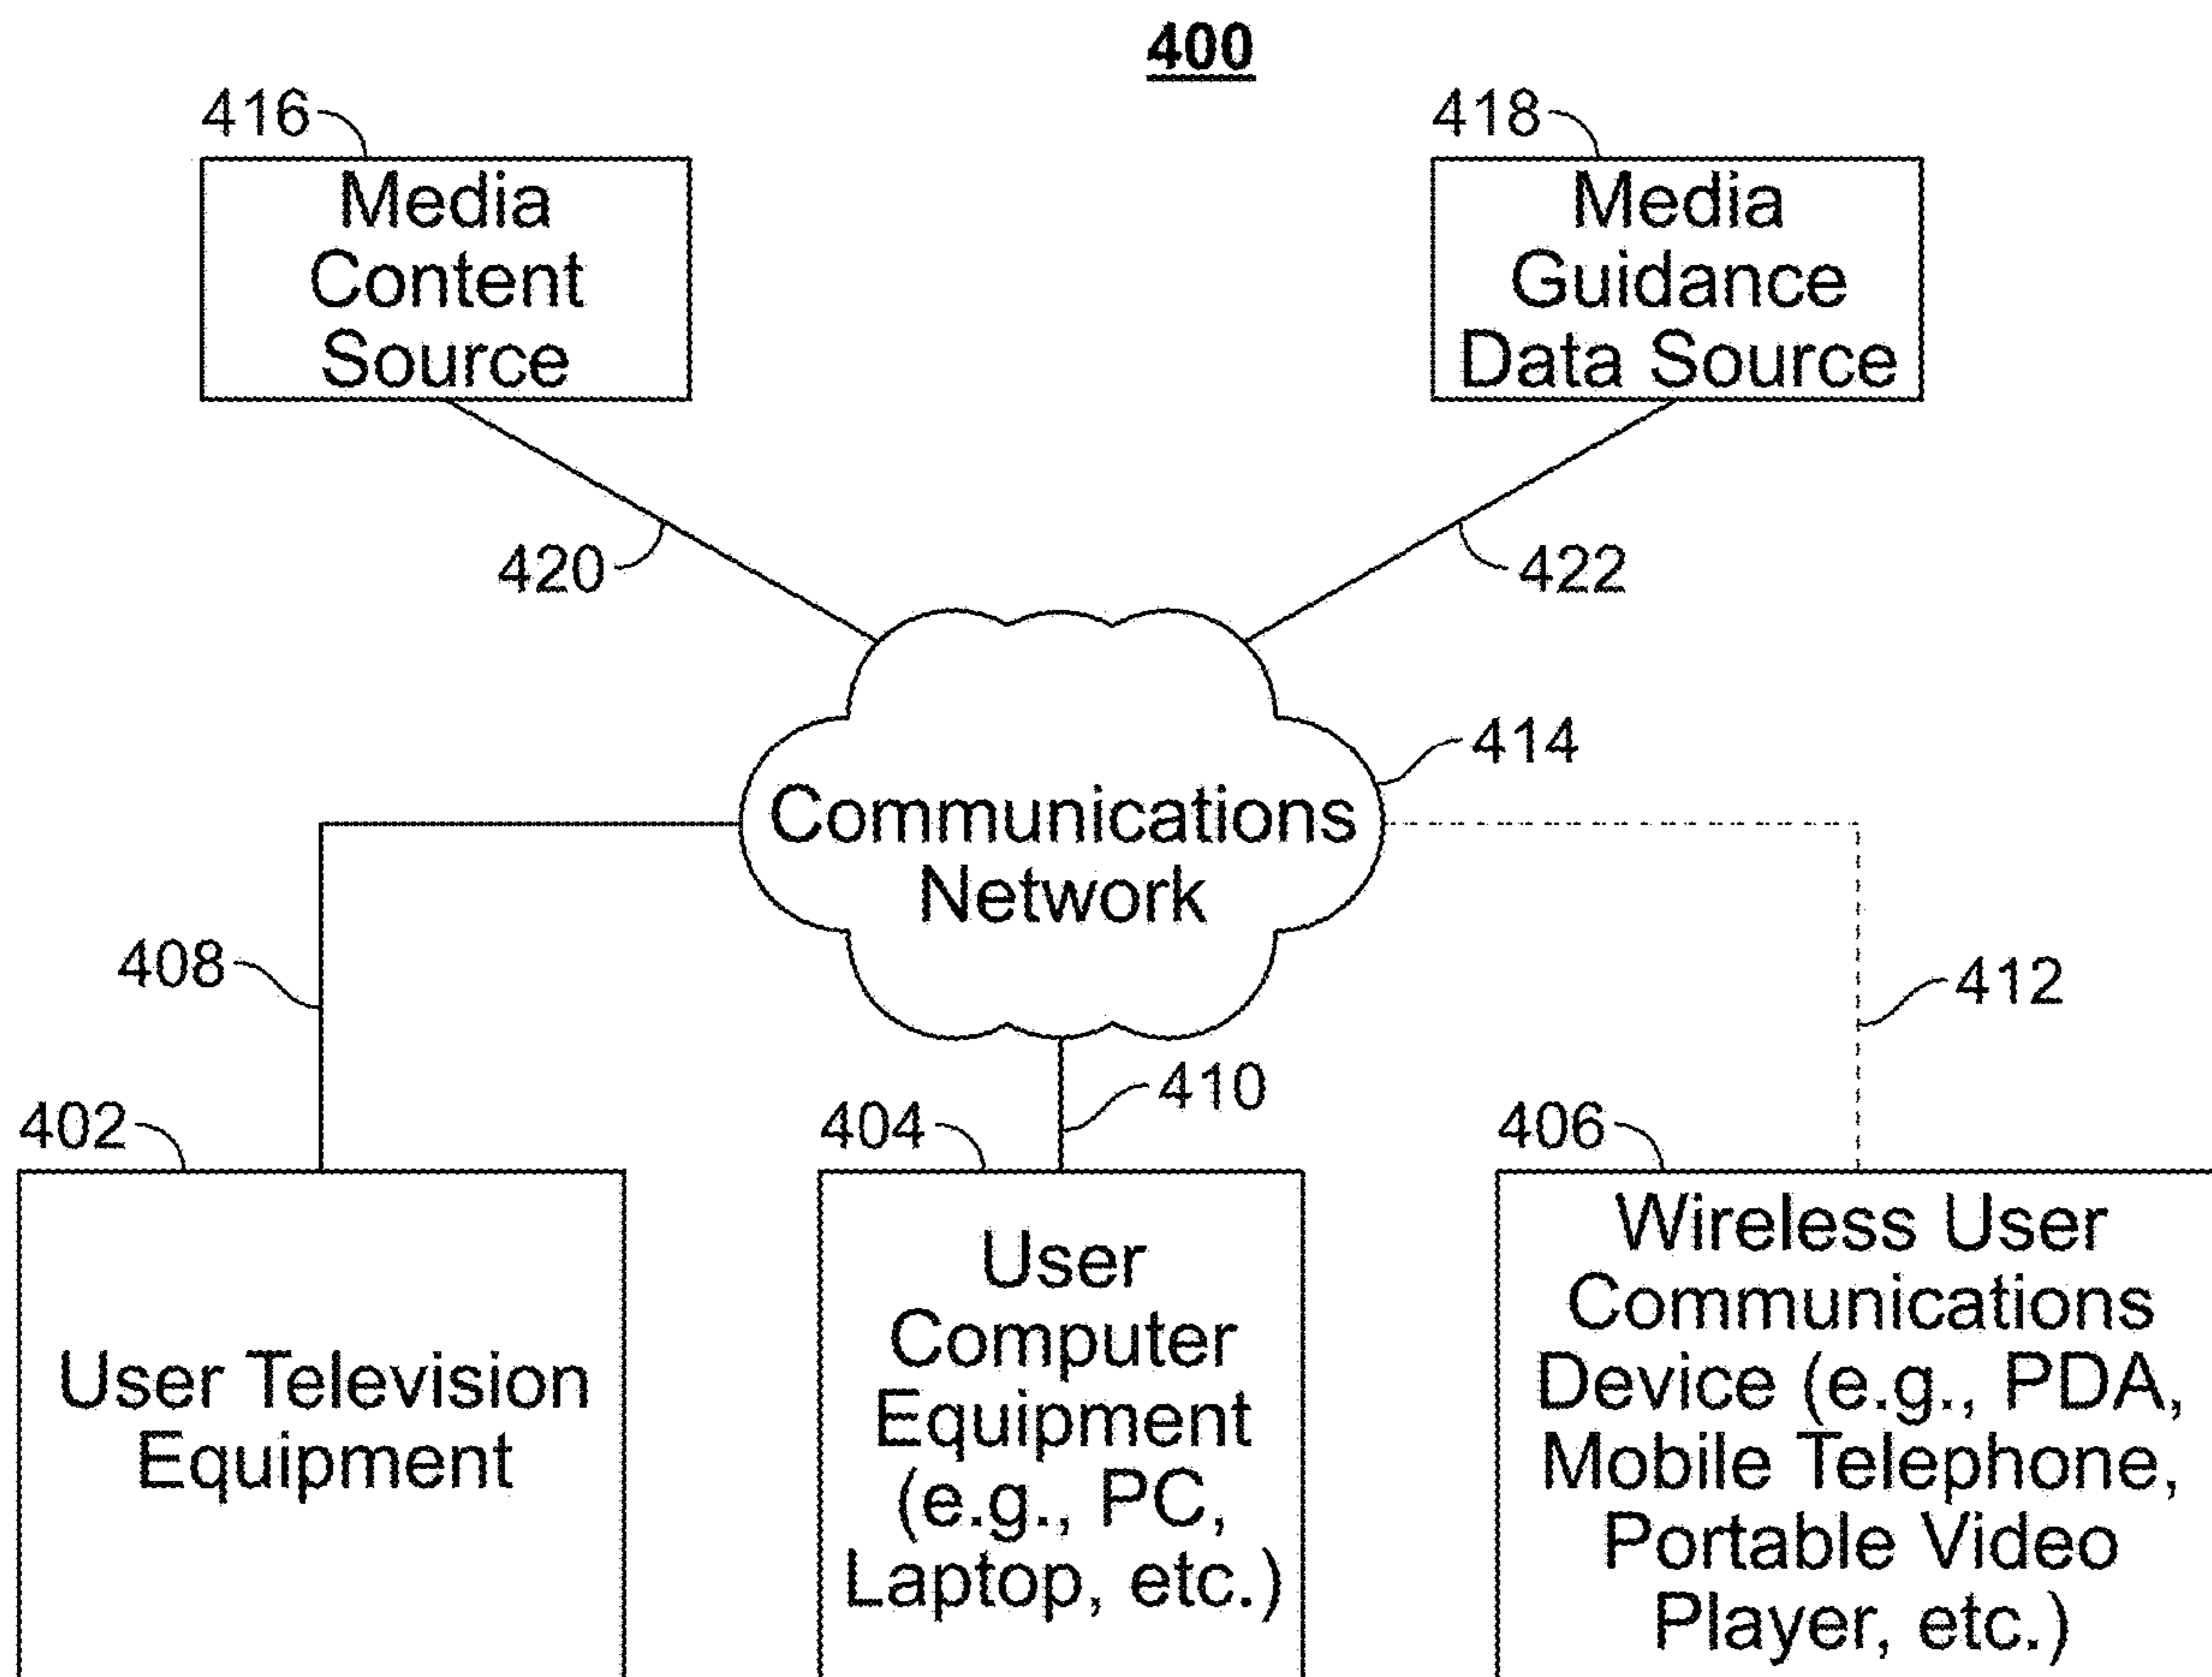 400
416
418
Media
Content
Source
Media
Guidance
Data Source
420
422
414
Communications
Network
408
412
410
402
404
406
User Television
Equipment
User
Computer
Equipment
(e.g., PC,
Laptop, etc.)
Wireless User
Communications
Device (e.g., PDA,
Mobile Telephone,
Portable Video
Player, etc.)